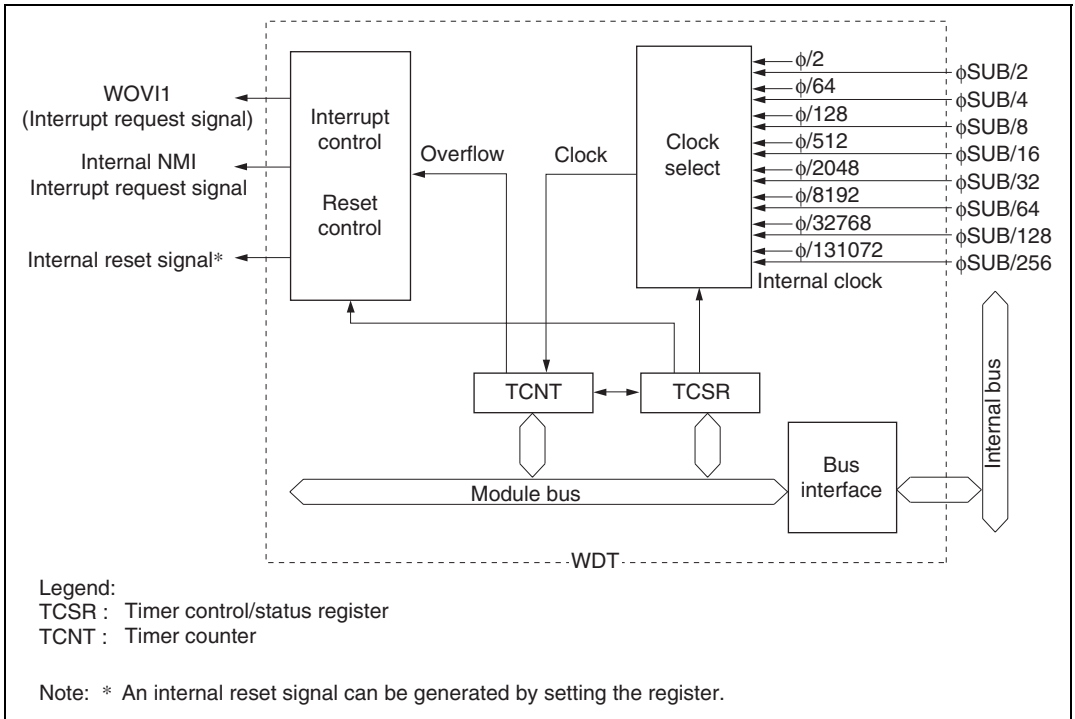 WOVI1
(Interrupt request signal)
Internal NMI
Interrupt request signal
Internal reset signal*
Interrupt
control
Reset
control
Overflow
Clock
Clock
select
ϕ/2
ϕ/64
ϕ/128
ϕ/512
ϕ/2048
ϕ/8192
ϕ/32768
ϕ/131072
Internal clock
ϕSUB/2
ϕSUB/4
ϕSUB/8
ϕSUB/16
ϕSUB/32
ϕSUB/64
ϕSUB/128
ϕSUB/256
TCNT
TCSR
Module bus
Bus
interface
Internal bus
WDT
Legend:
TCSR : Timer control/status register
TCNT : Timer counter
Note: * An internal reset signal can be generated by setting the register.